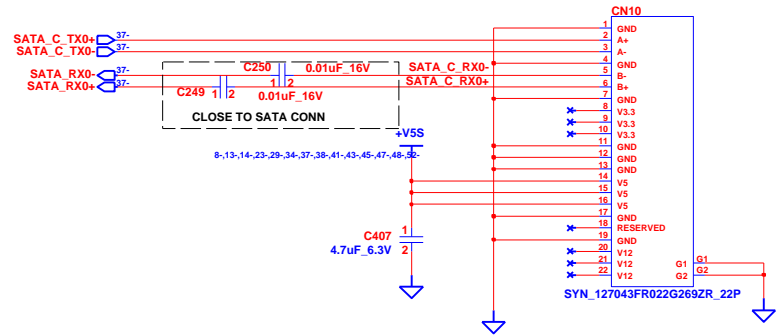 CN10
1 GND
SATA_C_TX0+ 37- 2 A+
SATA_C_TX0- 37- 3 A-
4 GND
SATA_RX0- 37- C250 0.01uF_16V SATA_C_RX0- 5 B-
SATA_RX0+ 37- 1 2 SATA_C_RX0+ 6 B+
C249 1 2 0.01uF_16V
7 GND
8 V3.3
CLOSE TO SATA CONN
9 V3.3
+V5S
10 V3.3
11 GND
8-,13-,14-,23-,29-,34-,37-,38-,41-,43-,45-,47-,48-,52-
12 GND
13 GND
14 V5
15 V5
16 V5
17 GND
18 RESERVED
1 C407
19 GND
2 4.7uF_6.3V
20 V12
21 V12 G1 G1
22 V12 G2 G2
SYN_127043FR022G269ZR_22P